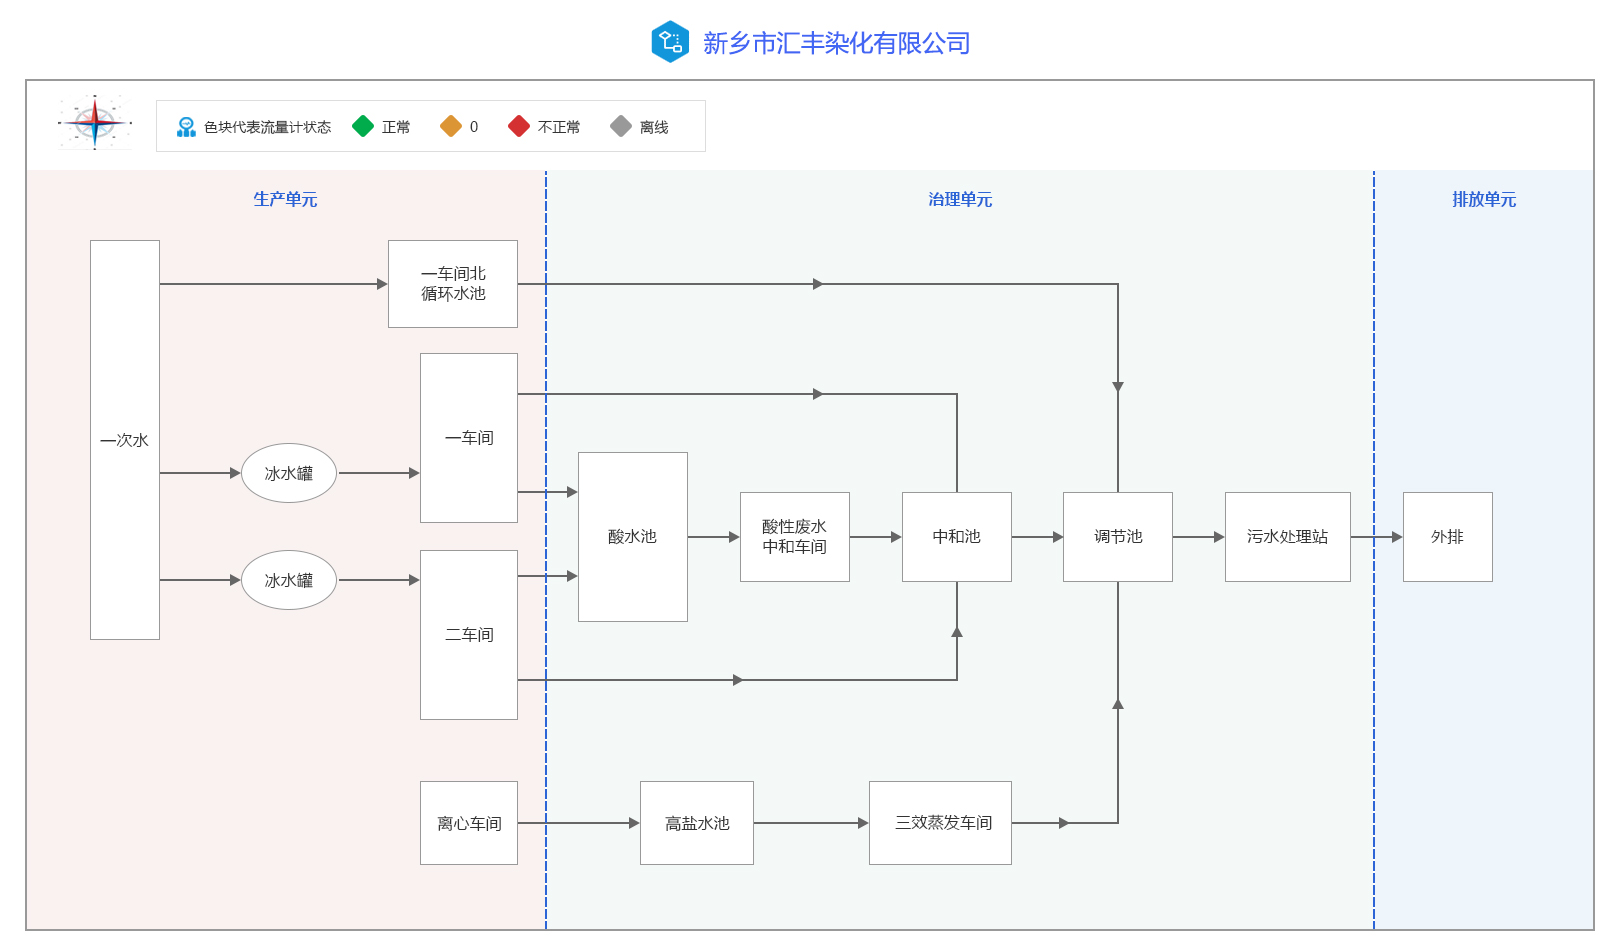 新乡市汇丰染化有限公司
色块代表流量计状态 正常 0 不正常 离线
生产单元
治理单元
排放单元
一次水
一车间北
循环水池
一车间
冰水罐
冰水罐
二车间
离心车间
酸水池
酸性废水
中和车间
中和池
调节池
污水处理站
外排
高盐水池
三效蒸发车间